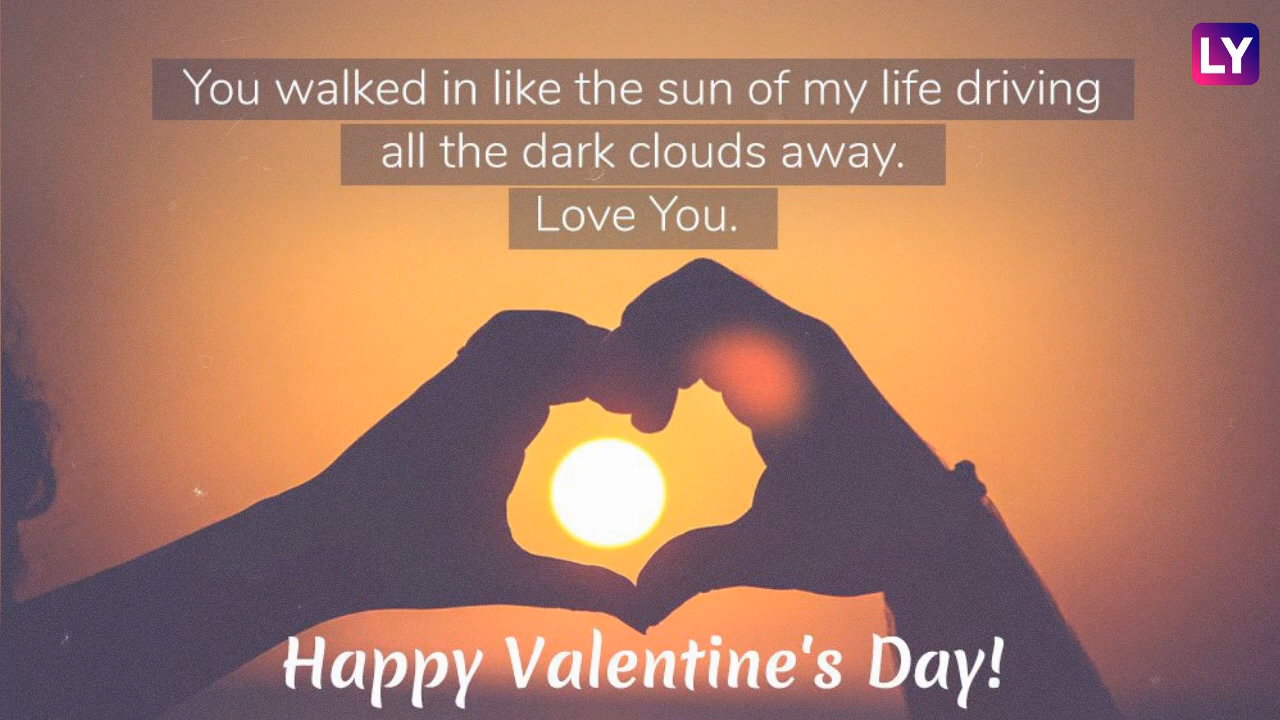 LY
You walked in like the sun of my life driving
all the dark clouds away.
Love You.
Happy Valentine's Day!